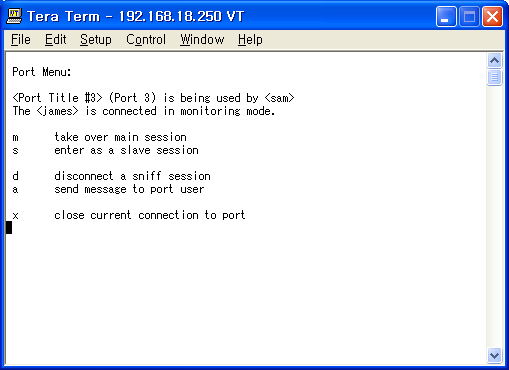 Tera Term - 192.168.18.250 VT
File Edit Setup Control Window Help
Port Menu:
<Port Title #3> (Port 3) is being used by <sam>
The <james> is connected in monitoring mode.
m take over main session
s enter as a slave session
d disconnect a sniff session
a send message to port user
x close current connection to port